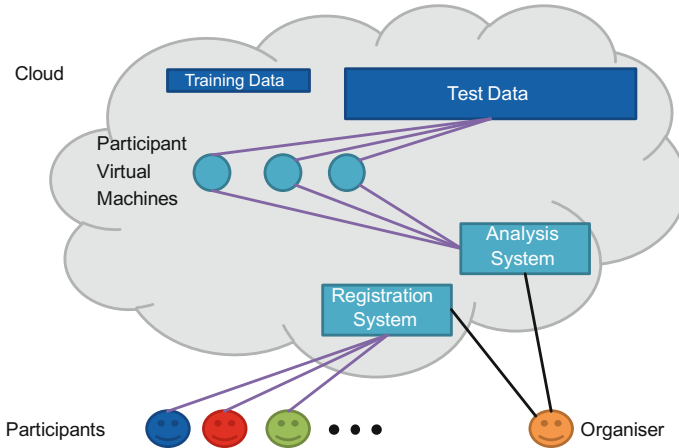 Cloud
Training Data
Test Data
Participant
Virtual
Machines
Analysis
System
Registration
System
Participants
Organiser